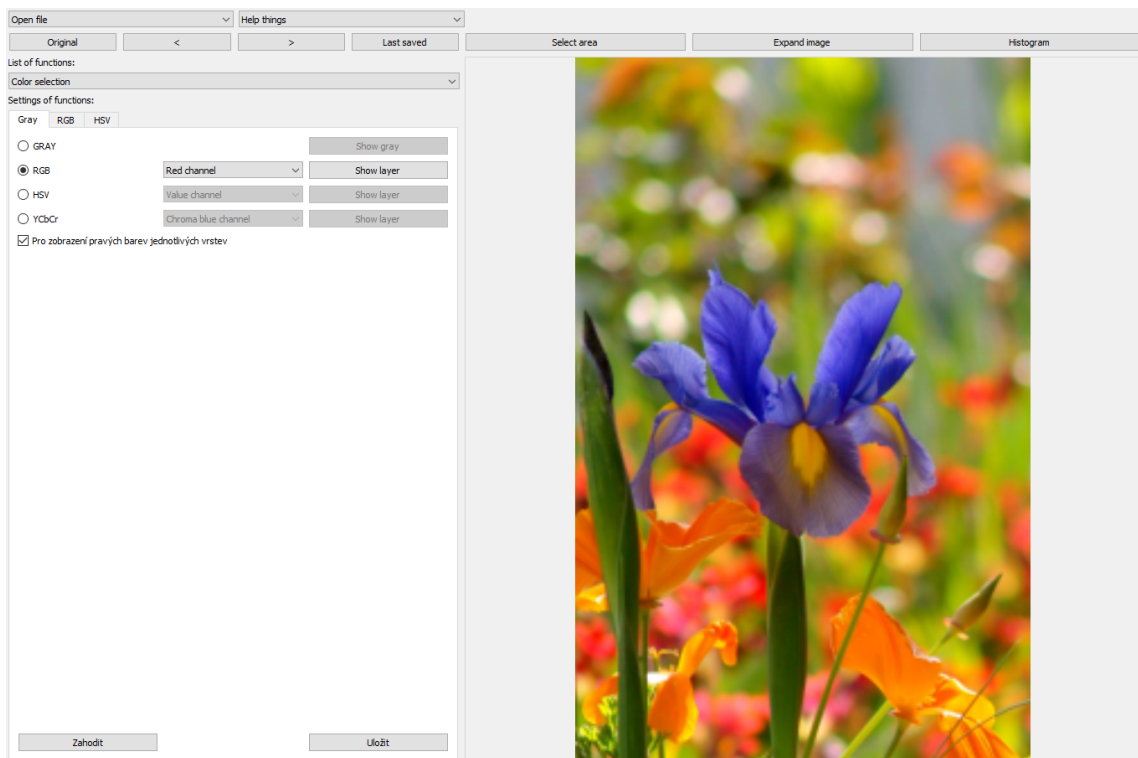 Open file Help things
Original < > Last saved Select area Expand image Histogram
List of functions:
Color selection
Settings of functions:
Gray RGB HSV
GRAY Show gray
RGB Red channel Show layer
HSV Value channel Show layer
YCbCr Chroma blue channel Show layer
Pro zobrazení pravých barev jednotlivých vrstev
Zahodit Uložit